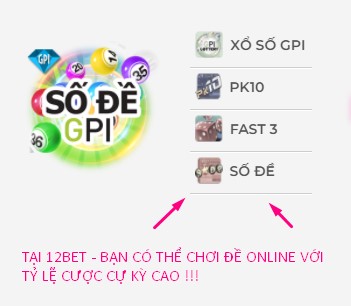 GPI
SỐ ĐỀ
GPI
20
14
35
36
XỔ SỐ GPI
PK10
FAST 3
SỐ ĐỀ
TẠI 12BET - BẠN CÓ THỂ CHƠI ĐỀ ONLINE VỚI
TỶ LỆ CƯỢC CỰ KỲ CAO !!!